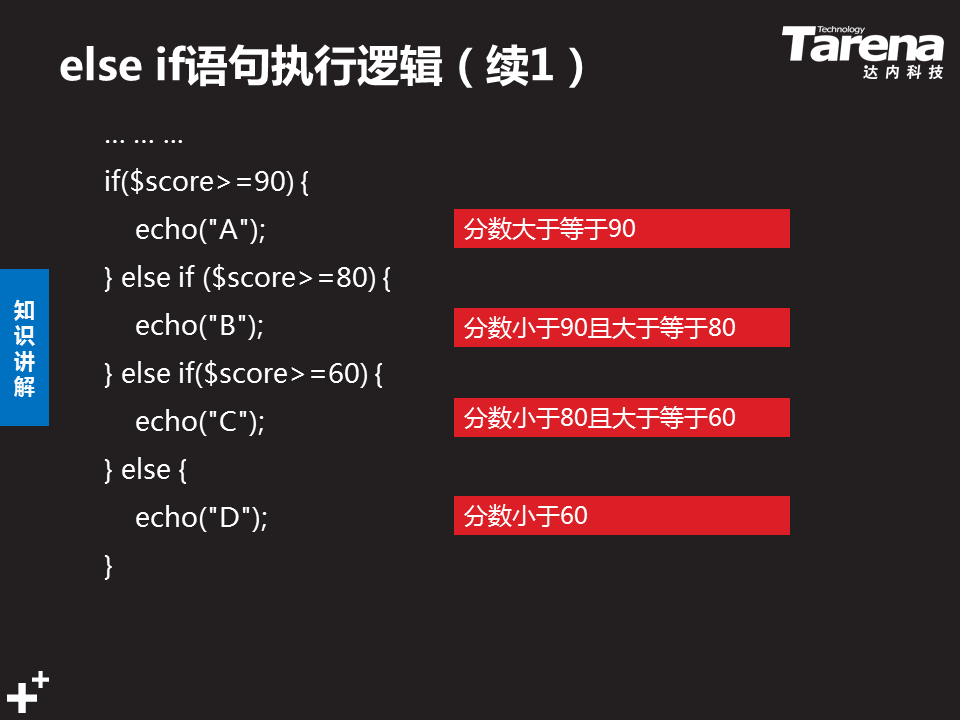 else if语句执行逻辑（续1）
Technology
Tarena
达内科技
... ... ...
if($score>=90) {
echo("A");
分数大于等于90
} else if ($score>=80) {
echo("B");
分数小于90且大于等于80
} else if($score>=60) {
echo("C");
分数小于80且大于等于60
} else {
echo("D");
分数小于60
}
知识讲解